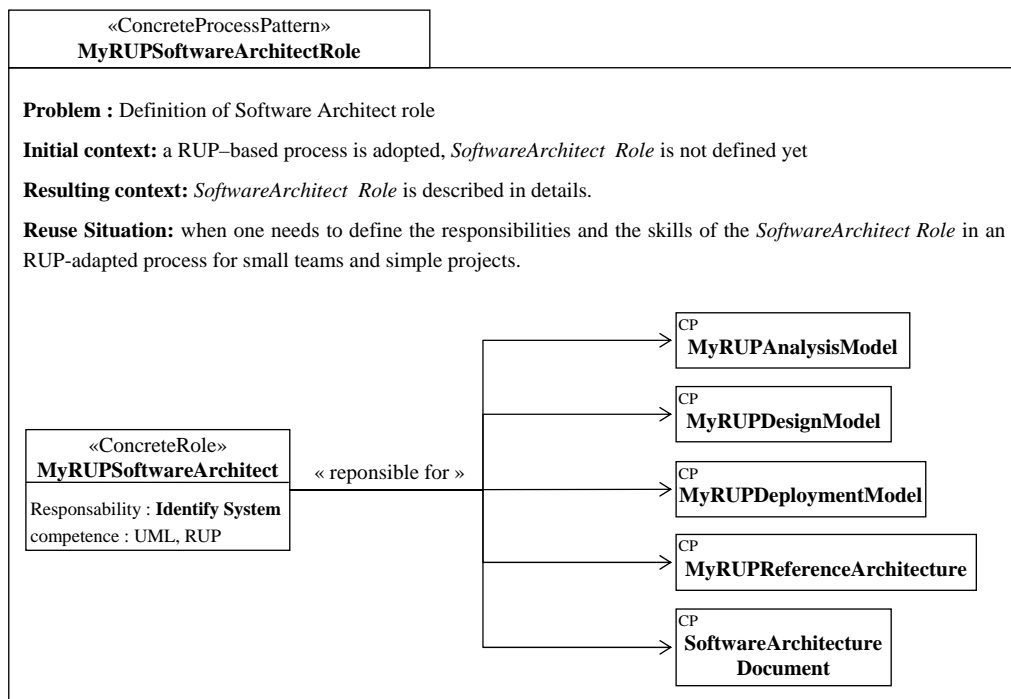 «ConcreteProcessPattern»
MyRUPSoftwareArchitectRole
Problem : Definition of Software Architect role
Initial context: a RUP–based process is adopted, SoftwareArchitect Role is not defined yet
Resulting context: SoftwareArchitect Role is described in details.
Reuse Situation: when one needs to define the responsibilities and the skills of the SoftwareArchitect Role in an
RUP-adapted process for small teams and simple projects.
CP
MyRUPAnalysisModel
CP
MyRUPDesignModel
«ConcreteRole»
MyRUPSoftwareArchitect
Responsability : Identify System
competence : UML, RUP
« reponsible for »
CP
MyRUPDeploymentModel
CP
MyRUPReferenceArchitecture
CP
SoftwareArchitecture
Document